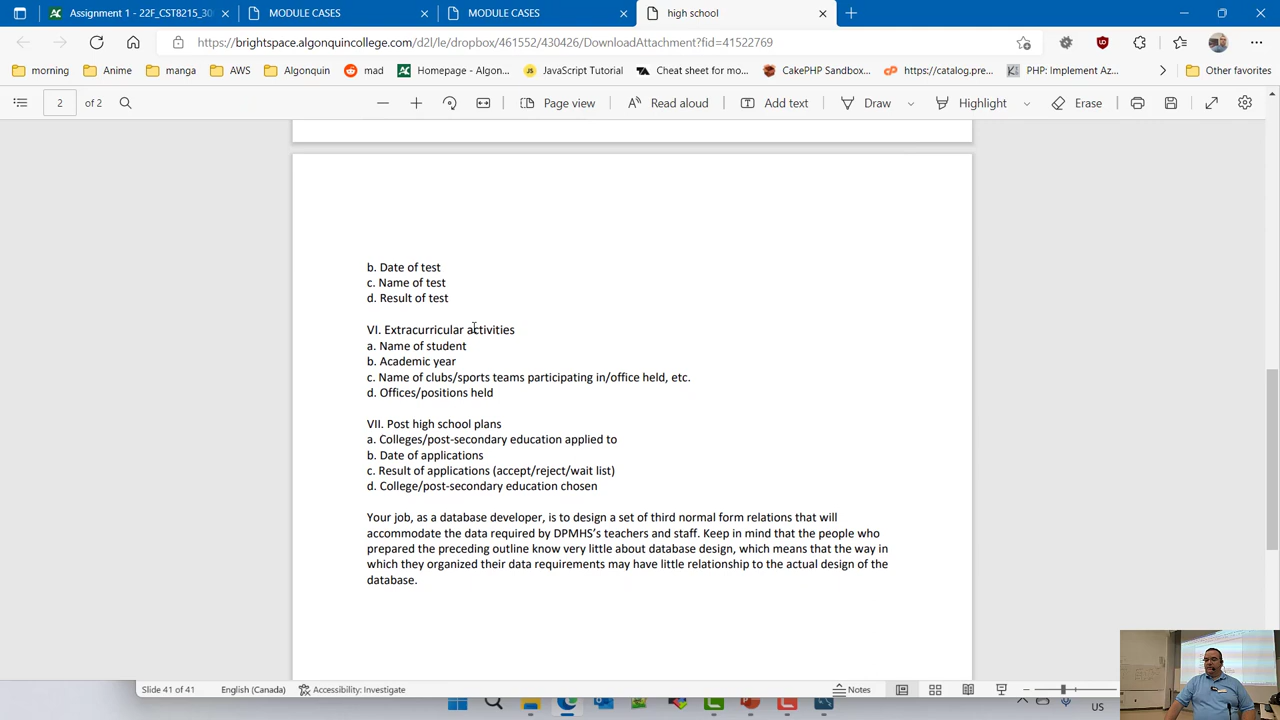 Assignment 1 - 22F_CST8215_30
MODULE CASES
MODULE CASES
high school
https://brightspace.algonquincollege.com/d2l/le/dropbox/461552/430426/DownloadAttachment?fid=41522769
morning
Anime
manga
AWS
Algonquin
mad
Homepage - Algon...
JavaScript Tutorial
Cheat sheet for mo...
CakePHP Sandbox...
https://catalog.pre...
PHP: Implement Az...
Other favorites
2 of 2
Page view
Read aloud
Add text
Draw
Highlight
Erase
b. Date of test
c. Name of test
d. Result of test
VI. Extracurricular activities
a. Name of student
b. Academic year
c. Name of clubs/sports teams participating in/office held, etc.
d. Offices/positions held
VII. Post high school plans
a. Colleges/post-secondary education applied to
b. Date of applications
c. Result of applications (accept/reject/wait list)
d. College/post-secondary education chosen
Your job, as a database developer, is to design a set of third normal form relations that will
accommodate the data required by DPMHS's teachers and staff. Keep in mind that the people who
prepared the preceding outline know very little about database design, which means that the way in
which they organized their data requirements may have little relationship to the actual design of the
database.
Slide 41 of 41
English (Canada)
Accessibility: Investigate
Notes
US